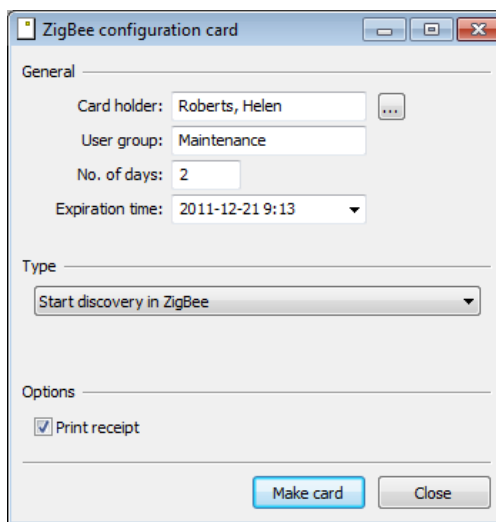 ZigBee configuration card
General
Card holder: Roberts, Helen ...
User group: Maintenance
No. of days: 2
Expiration time: 2011-12-21 9:13
Type
Start discovery in ZigBee
Options
Print receipt
Make card Close